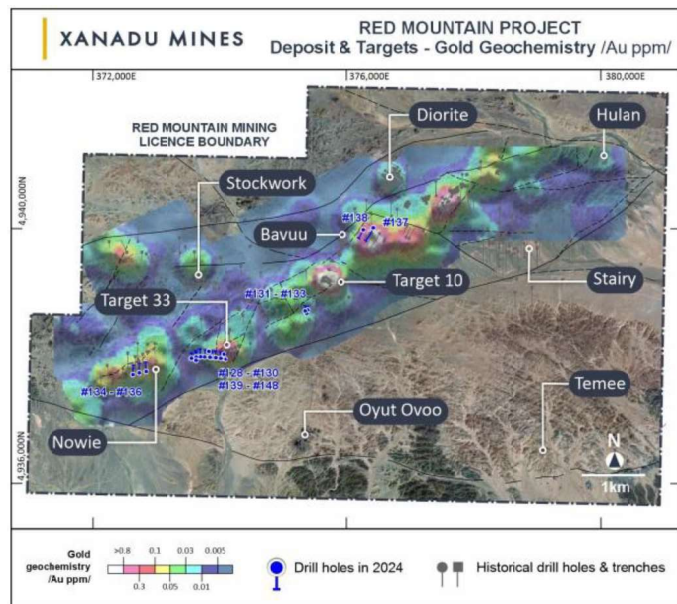 XANADU MINES
RED MOUNTAIN PROJECT
Deposit & Targets - Gold Geochemistry /Au ppm/
372,000E
376,000E
380,000E
RED MOUNTAIN MINING
LICENCE BOUNDARY
Diorite
Hulan
Stockwork
4,940,000N
#138
#137
Bavuu
Target 33
#131 - #133
Target 10
Stairy
#134 - #136
#128 - #130
#139 - #148
Temee
Oyut Ovoo
Nowie
4,936,000N
N
1km
Gold
geochemistry
/Au ppm/
>0.8
0.1
0.03
0.005
0.3
0.05
0.01
Drill holes in 2024
Historical drill holes & trenches